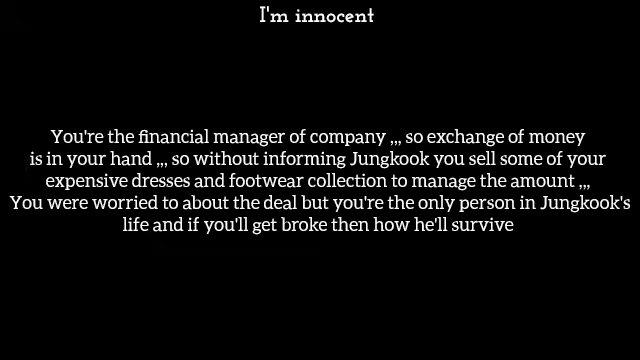 I'm innocent
You're the financial manager of company ,,, so exchange of money
is in your hand ,,, so without informing Jungkook you sell some of your
expensive dresses and footwear collection to manage the amount ,,,
You were worried to about the deal but you're the only person in Jungkook's
life and if you'll get broke then how he'll survive